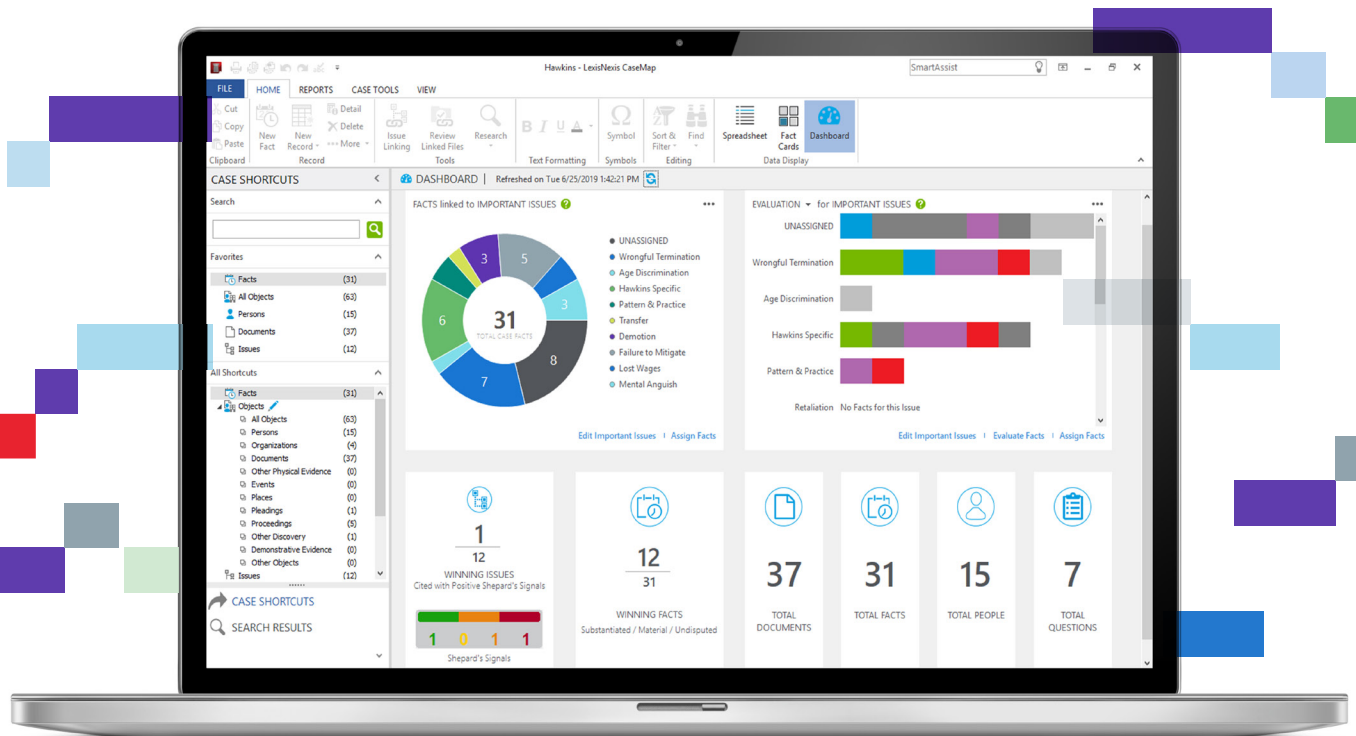 Hawkins - LexisNexis CaseMap
SmartAssist
FILE HOME REPORTS CASE TOOLS VIEW
Cut
Copy
Paste
Clipboard
New Fact
New Record
Detail
Delete
More
Record
Issue Linking
Review Linked Files
Research
Tools
B I U A
Text Formatting
Symbol
Symbols
Sort & Filter
Find
Editing
Spreadsheet
Fact Cards
Dashboard
Data Display
CASE SHORTCUTS
Search
Favorites
Facts (31)
All Objects (63)
Persons (15)
Documents (37)
Issues (12)
All Shortcuts
Facts (31)
Objects
All Objects (63)
Persons (15)
Organizations (4)
Documents (37)
Other Physical Evidence (0)
Events (0)
Places (0)
Pleadings (1)
Proceedings (5)
Other Discovery (1)
Demonstrative Evidence (0)
Other Objects (0)
Issues (12)
CASE SHORTCUTS
SEARCH RESULTS
DASHBOARD | Refreshed on Tue 6/25/2019 1:42:21 PM
FACTS linked to IMPORTANT ISSUES
3
5
3
8
7
6
31
TOTAL CASE FACTS
UNASSIGNED
Wrongful Termination
Age Discrimination
Hawkins Specific
Pattern & Practice
Transfer
Demotion
Failure to Mitigate
Lost Wages
Mental Anguish
Edit Important Issues | Assign Facts
EVALUATION for IMPORTANT ISSUES
UNASSIGNED
Wrongful Termination
Age Discrimination
Hawkins Specific
Pattern & Practice
Retaliation No Facts for this Issue
Edit Important Issues | Evaluate Facts | Assign Facts
1
12
WINNING ISSUES
Cited with Positive Shepard's Signals
1 0 1 1
Shepard's Signals
12
31
WINNING FACTS
Substantiated / Material / Undisputed
37
TOTAL
DOCUMENTS
31
TOTAL FACTS
15
TOTAL PEOPLE
7
TOTAL
QUESTIONS